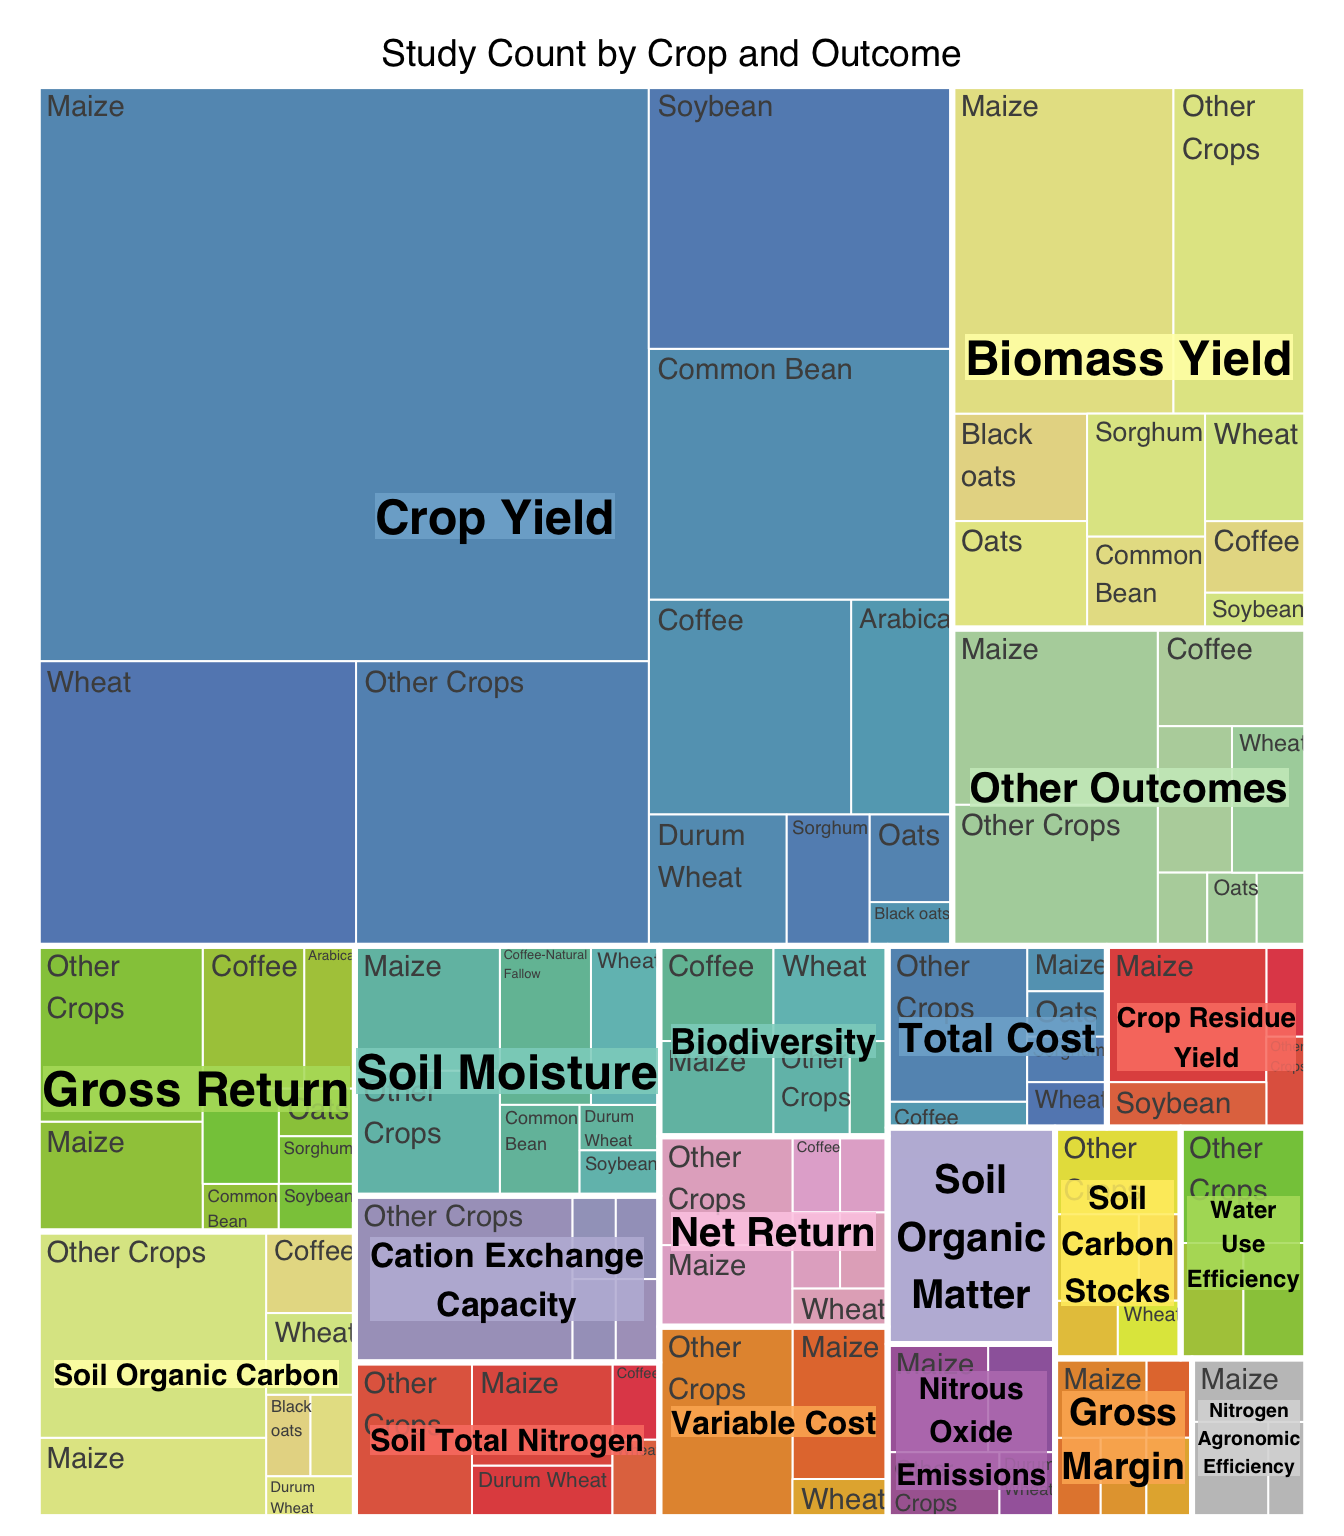 Study Count by Crop and Outcome
Maize
Soybean
Common Bean
Crop Yield
Coffee
Arabica
Wheat
Other Crops
Durum
Wheat
Sorghum
Oats
Black oats
Maize
Other
Crops
Biomass Yield
Black
oats
Sorghum
Wheat
Oats
Common
Bean
Coffee
Soybean
Maize
Coffee
Wheat
Other Outcomes
Other Crops
Oats
Other
Crops
Coffee
Arabica
Gross Return
Oats
Maize
Sorghum
Common
Bean
Soybean
Maize
Coffee-Natural
Fallow
Wheat
Soil Moisture
Other
Crops
Common
Bean
Durum
Wheat
Soybean
Coffee
Wheat
Biodiversity
Maize
Other
Crops
Other
Crops
Maize
Oats
Total Cost
Wheat
Coffee
Maize
Crop Residue
Yield
Other
Crops
Soybean
Other Crops
Cation Exchange
Capacity
Other
Crops
Coffee
Net Return
Maize
Wheat
Soil
Organic
Matter
Other
Crops
Soil
Carbon
Stocks
Wheat
Other
Crops
Water
Use
Efficiency
Other Crops
Coffee
Wheat
Soil Organic Carbon
Black
oats
Maize
Durum
Wheat
Other
Crops
Maize
Coffee
Soil Total Nitrogen
Durum Wheat
Other
Crops
Maize
Variable Cost
Wheat
Maize
Nitrous
Oxide
Emissions
Crops
Wheat
Maize
Gross
Margin
Maize
Nitrogen
Agronomic
Efficiency